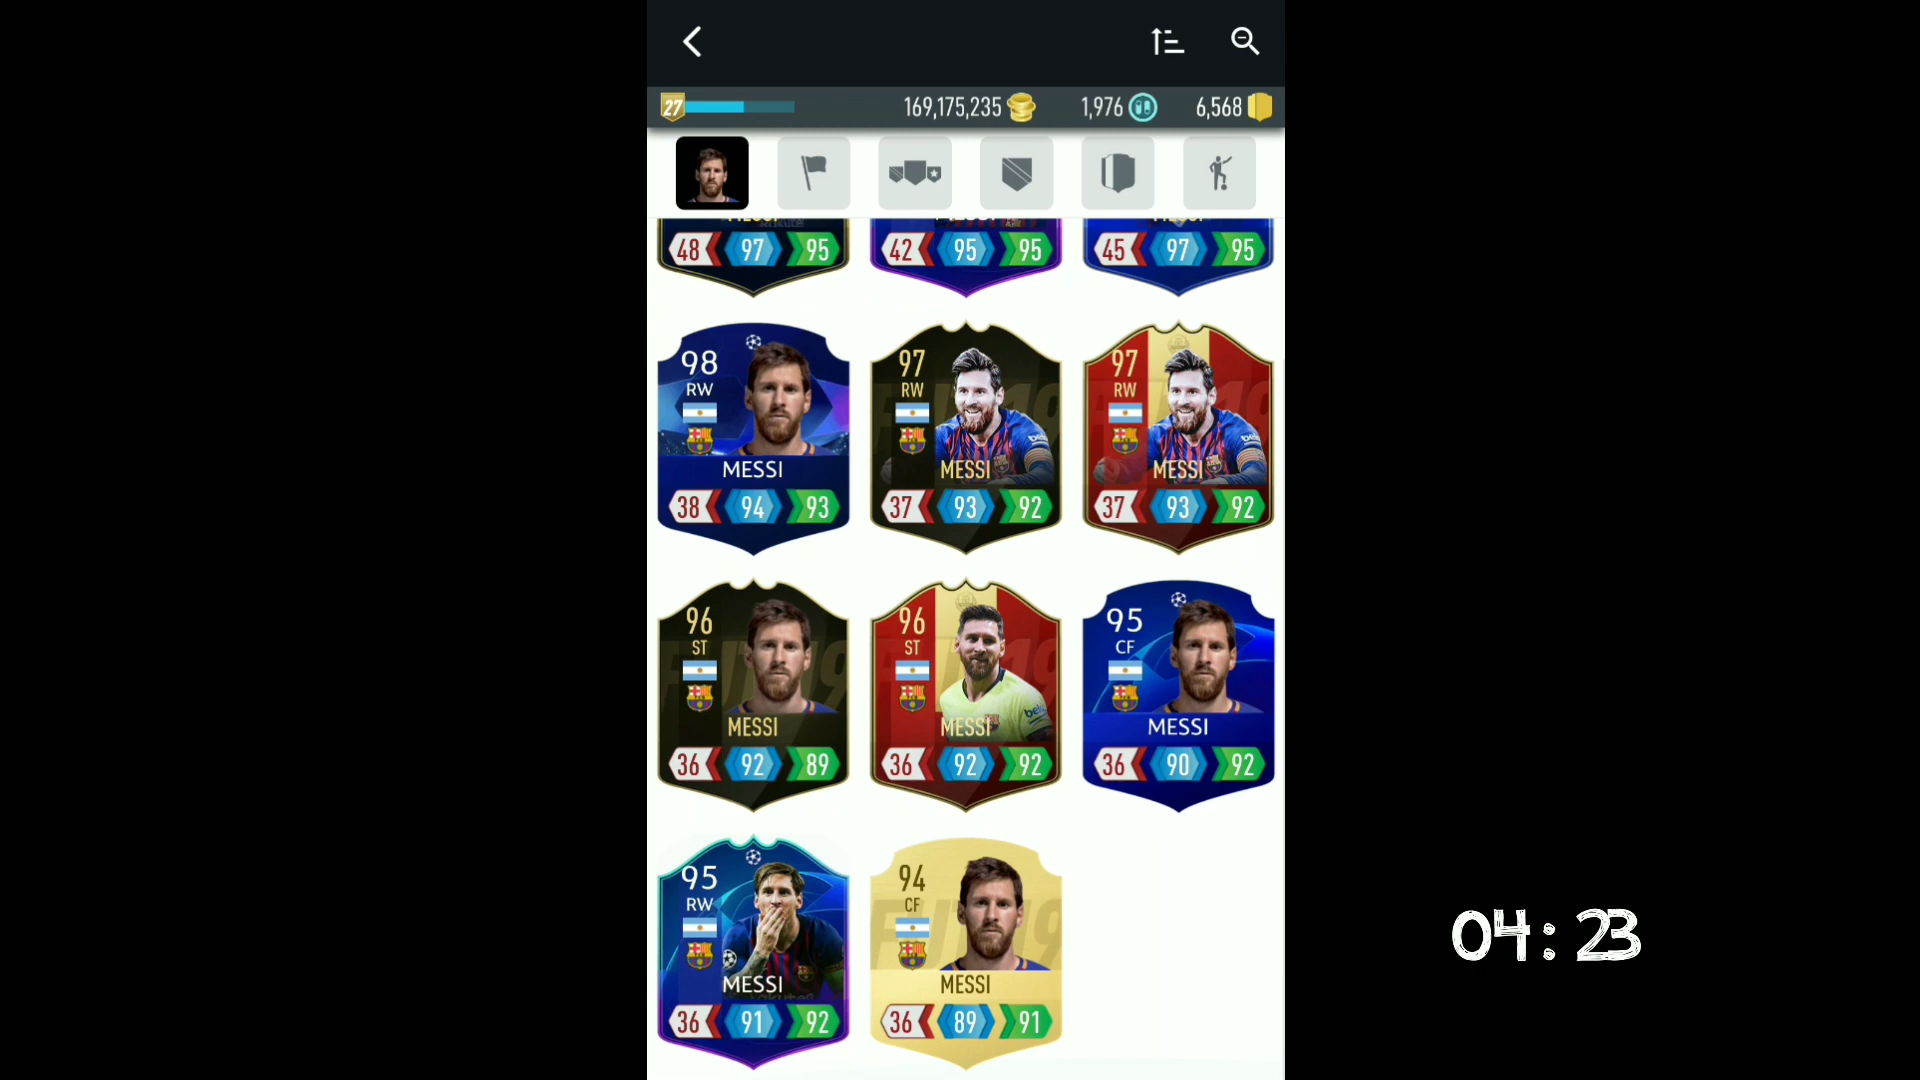 27 169,175,235 1,976 6,568
MESSI MESSI MESSI
48 97 95 42 95 95 45 97 95
98 97 97
RW RW RW
MESSI MESSI MESSI
38 94 93 37 93 92 37 93 92
96 96 95
ST ST CF
MESSI MESSI MESSI
36 92 89 36 92 92 36 90 92
95 94
RW CF
MESSI MESSI
36 91 92 36 89 91
04:23